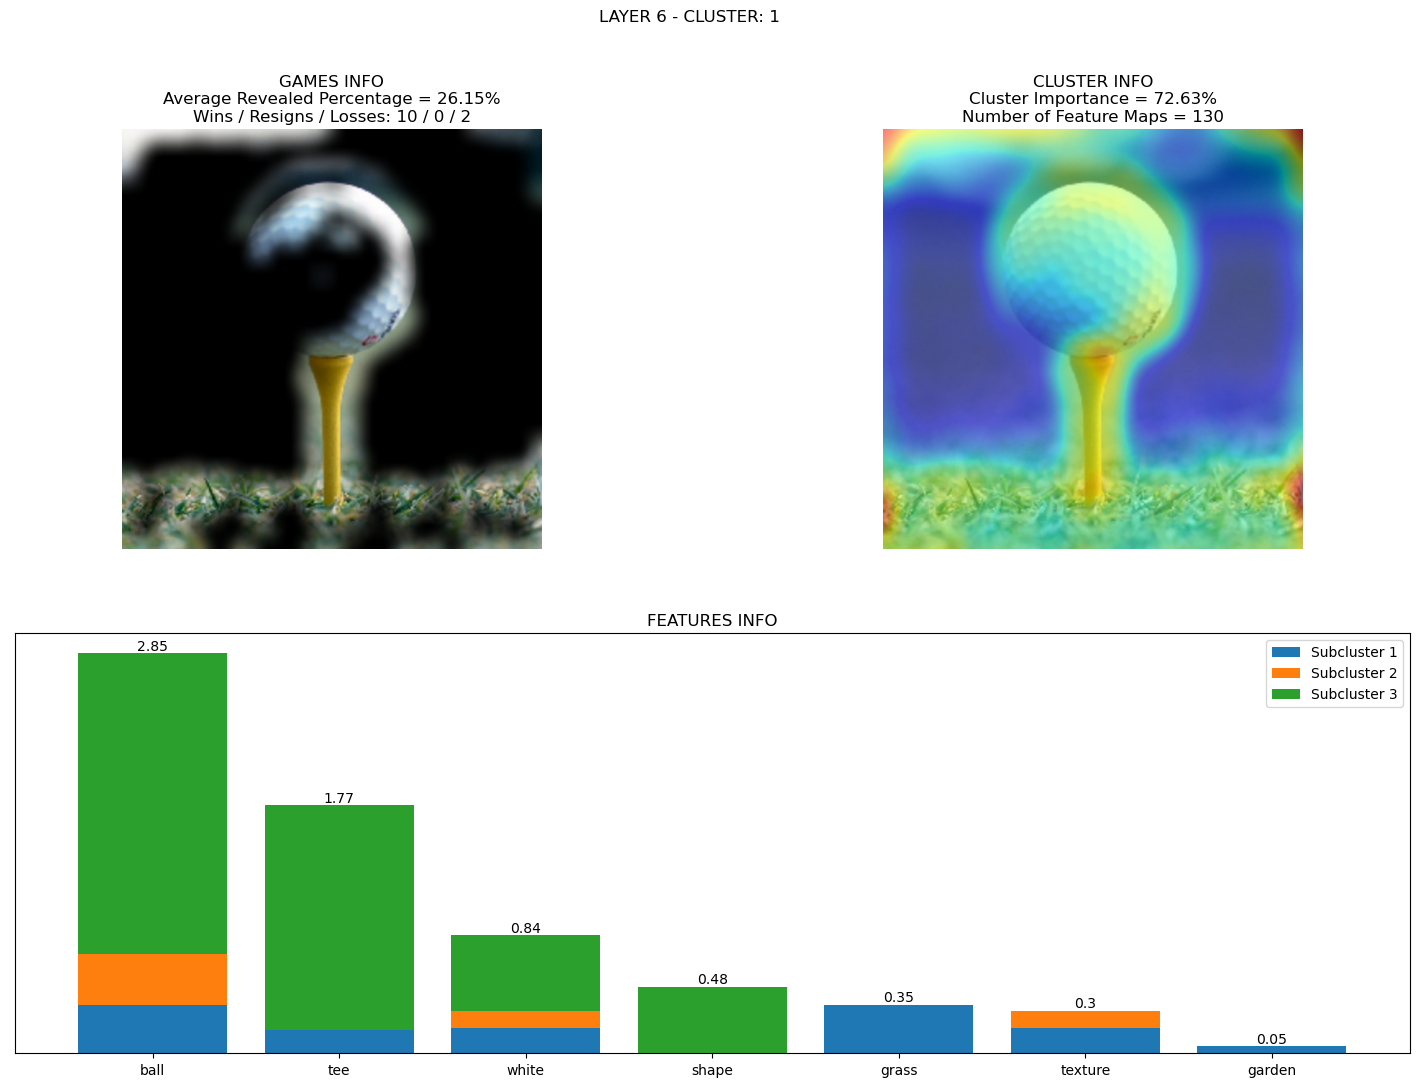 LAYER 6 - CLUSTER: 1
GAMES INFO
Average Revealed Percentage = 26.15%
Wins / Resigns / Losses: 10 / 0 / 2
CLUSTER INFO
Cluster Importance = 72.63%
Number of Feature Maps = 130
FEATURES INFO
Subcluster 1
Subcluster 2
Subcluster 3
2.85
1.77
0.84
0.48
0.35
0.3
0.05
ball
tee
white
shape
grass
texture
garden